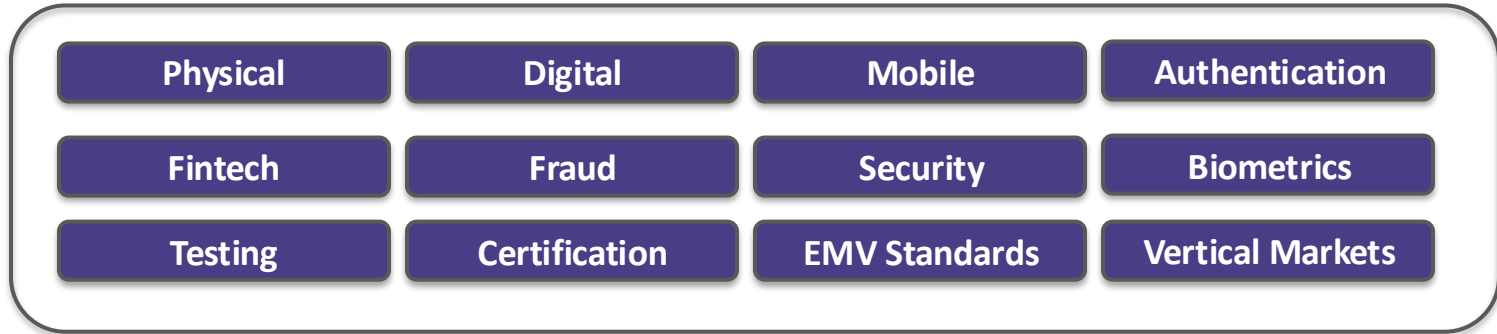 Physical
Digital
Mobile
Authentication
Fintech
Fraud
Security
Biometrics
Testing
Certification
EMV Standards
Vertical Markets